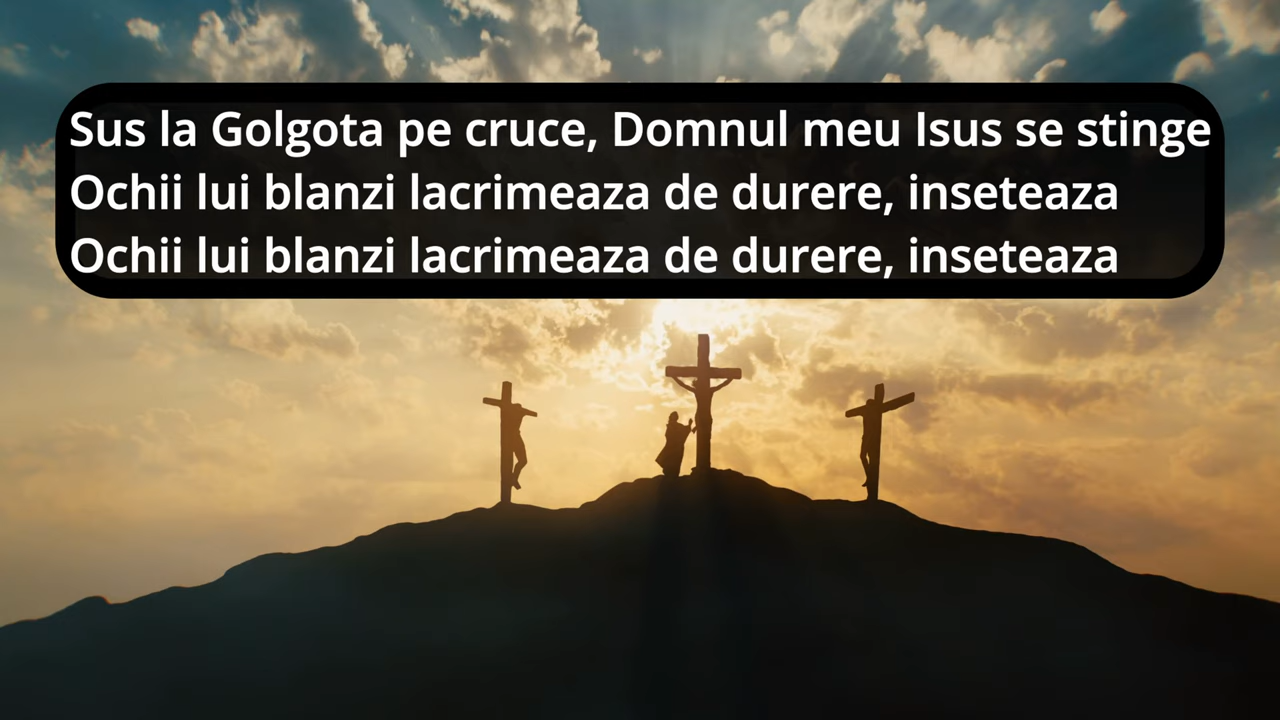 Sus la Golgota pe cruce, Domnul meu Isus se stinge
Ochii lui blanzi lacrimeaza de durere, inseteaza
Ochii lui blanzi lacrimeaza de durere, inseteaza